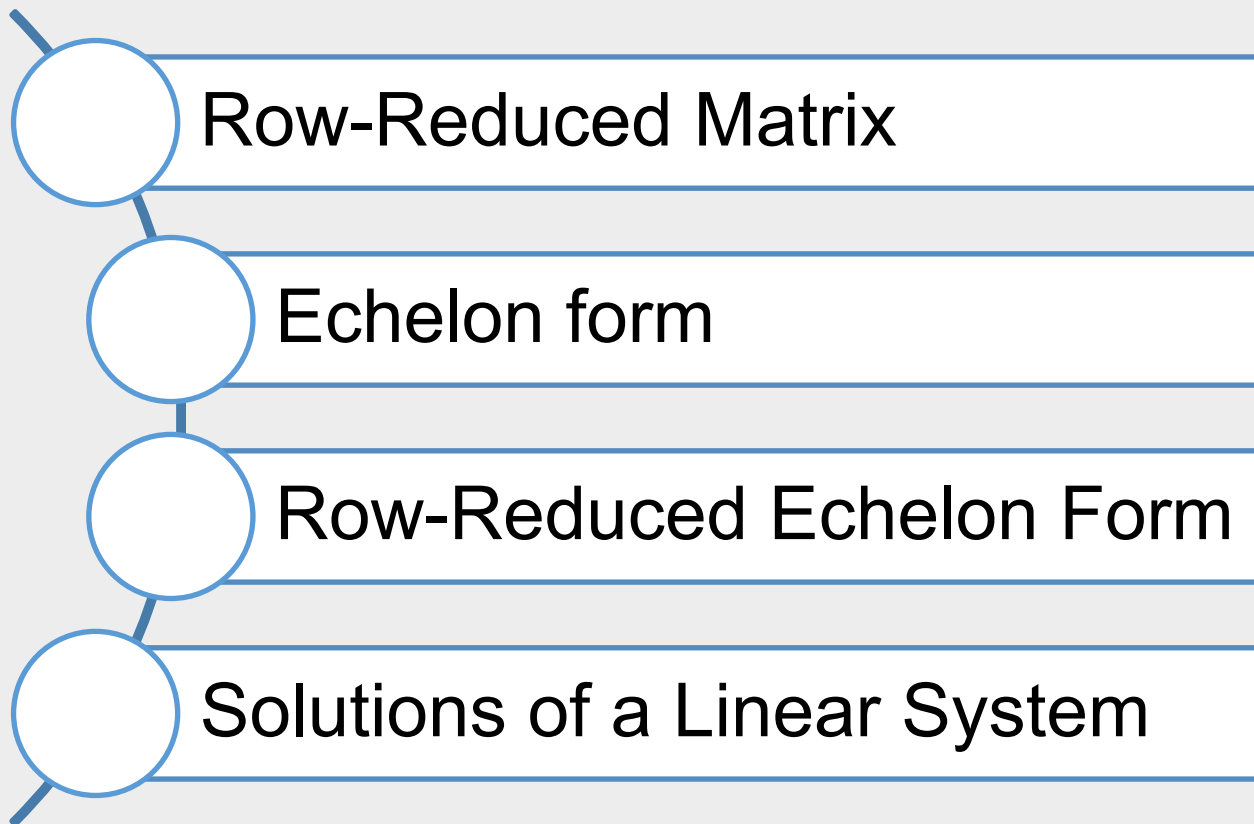 Row-Reduced Matrix
Echelon form
Row-Reduced Echelon Form
Solutions of a Linear System